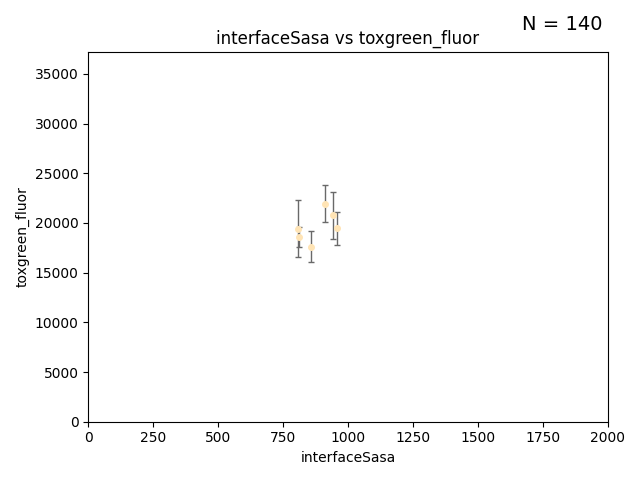 N = 140
interfaceSasa vs toxgreen_fluor
toxgreen_fluor
35000
30000
25000
20000
15000
10000
5000
0
0 250 500 750 1000 1250 1500 1750 2000
interfaceSasa